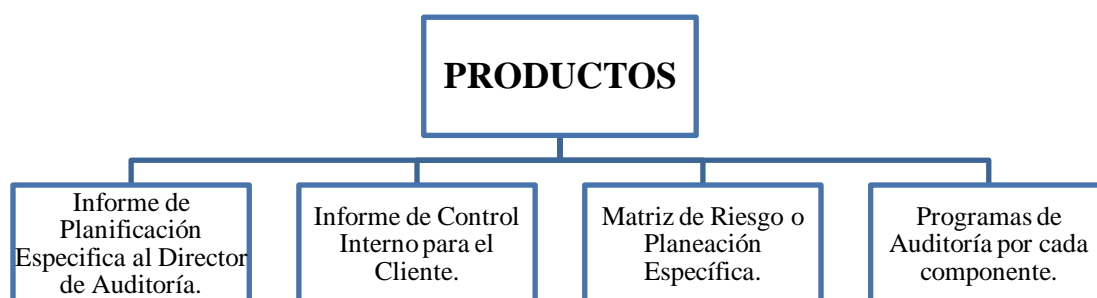 PRODUCTOS
Informe de
Planificación
Especifica al Director
de Auditoría.
Informe de Control
Interno para el
Cliente.
Matriz de Riesgo o
Planeación
Específica.
Programas de
Auditoría por cada
componente.